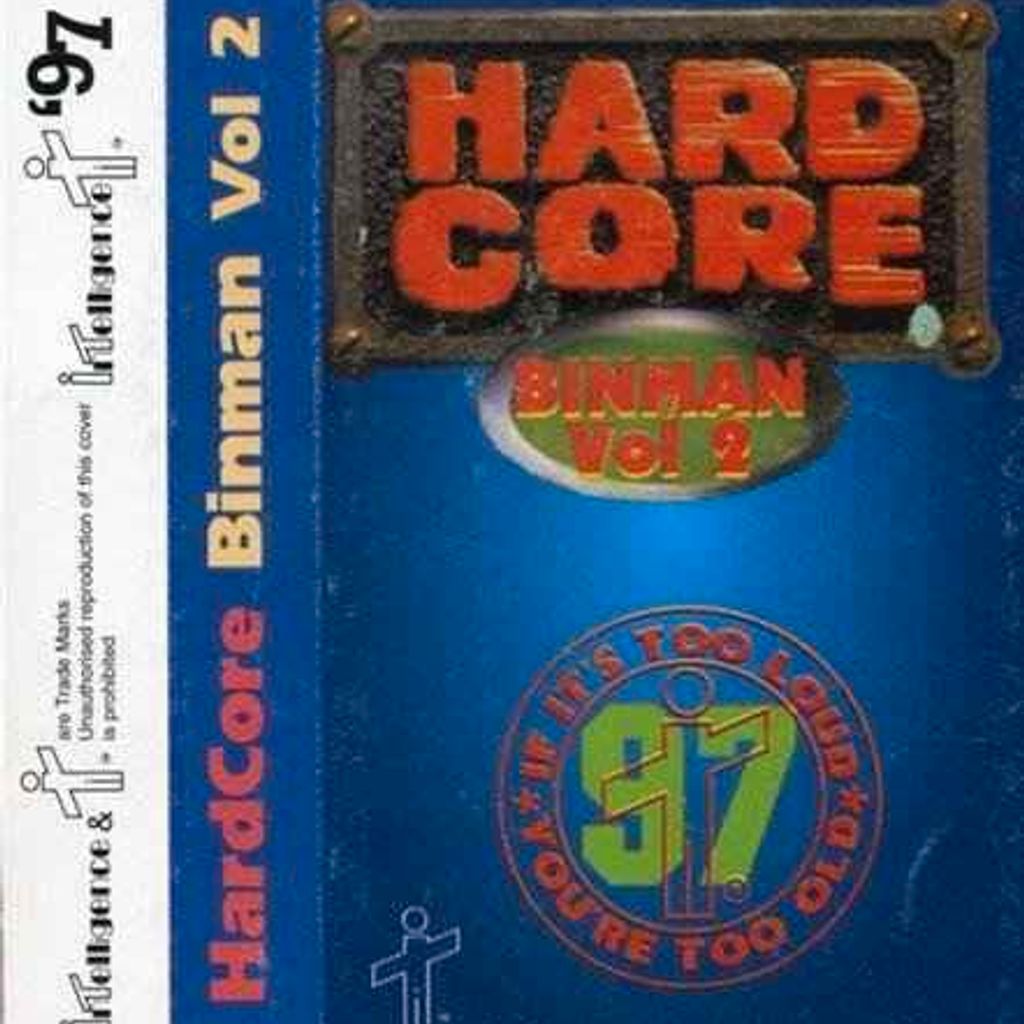 '97
inTelligence
inTelligence &
are Trade Marks
Unauthorised reproduction of this cover
is prohibited
HardCore Binman Vol 2
HARD
CORE
BINMAN
Vol 2
★ IF IT'S TOO LOUD ★
YOU'RE TOO OLD
97